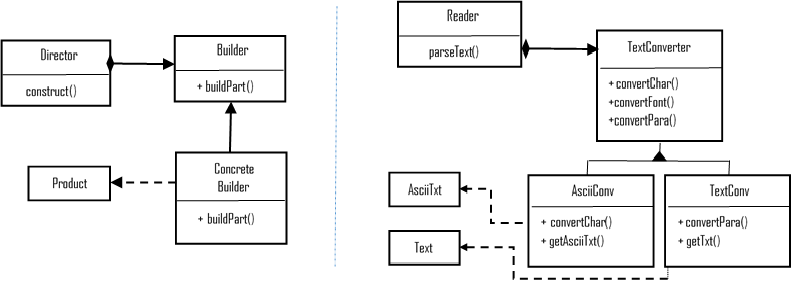 Director
construct()
Builder
+ buildPart()
Product
Concrete
Builder
+ buildPart()
Reader
parseText()
TextConverter
+ convertChar()
+convertFont()
+convertPara()
AsciiTxt
Text
AsciiConv
+ convertChar()
+ getAsciiTxt()
TextConv
+ convertPara()
+ getTxt()